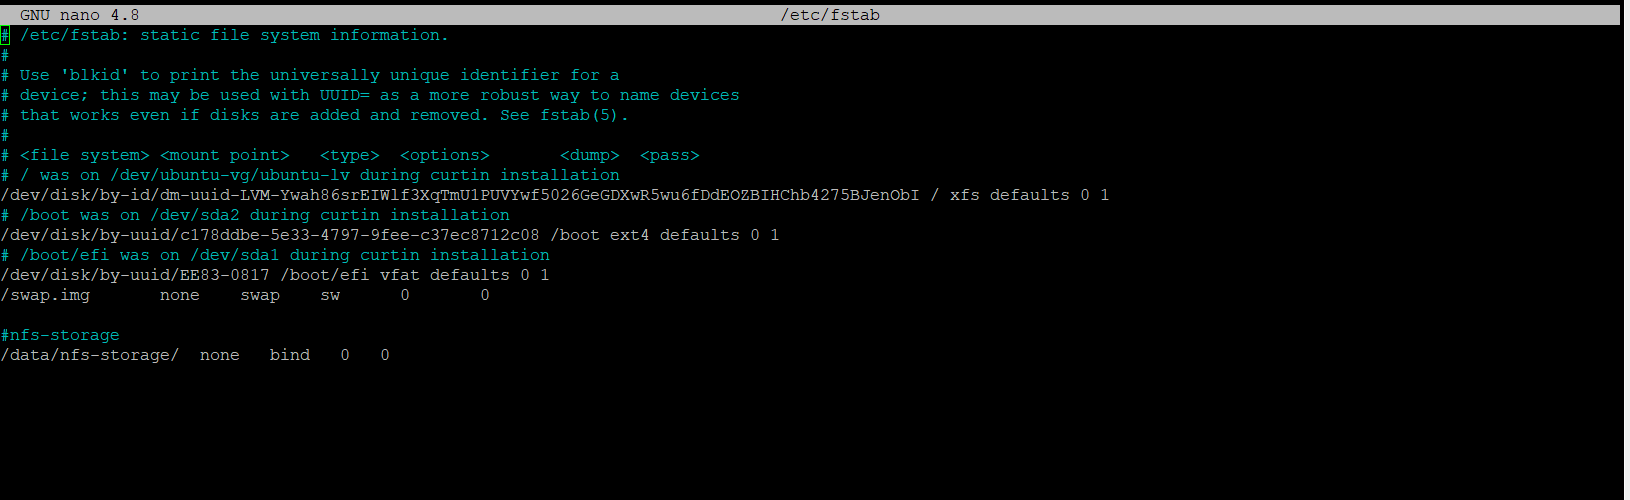 GNU nano 4.8 /etc/fstab
# /etc/fstab: static file system information.
#
# Use 'blkid' to print the universally unique identifier for a
# device; this may be used with UUID= as a more robust way to name devices
# that works even if disks are added and removed. See fstab(5).
#
# <file system> <mount point>   <type>  <options>       <dump>  <pass>
# / was on /dev/ubuntu-vg/ubuntu-lv during curtin installation
/dev/disk/by-id/dm-uuid-LVM-Ywah86srEIWlf3XqTmU1PUVYwf5026GeGDXwR5wu6fDdEOZBIHChb4275BJenObI / xfs defaults 0 1
# /boot was on /dev/sda2 during curtin installation
/dev/disk/by-uuid/c178ddbe-5e33-4797-9fee-c37ec8712c08 /boot ext4 defaults 0 1
# /boot/efi was on /dev/sda1 during curtin installation
/dev/disk/by-uuid/EE83-0817 /boot/efi vfat defaults 0 1
/swap.img       none    swap    sw      0       0
#nfs-storage
/data/nfs-storage/  none   bind   0   0